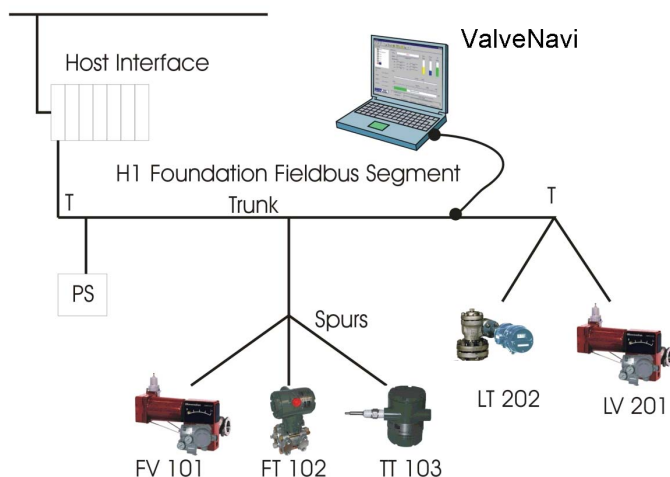 ValveNavi
Host Interface
H1 Foundation Fieldbus Segment
T
Trunk
T
PS
Spurs
LT 202
LV 201
FV 101
FT 102
TT 103